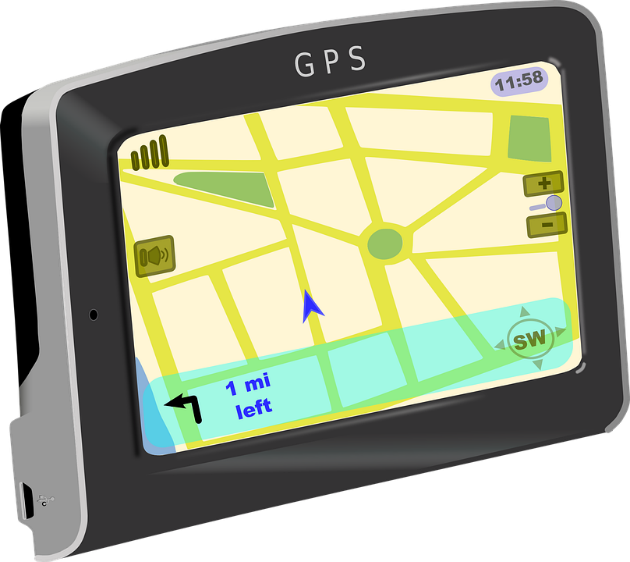 GPS
11:58
+
-
SW
1 mi
left